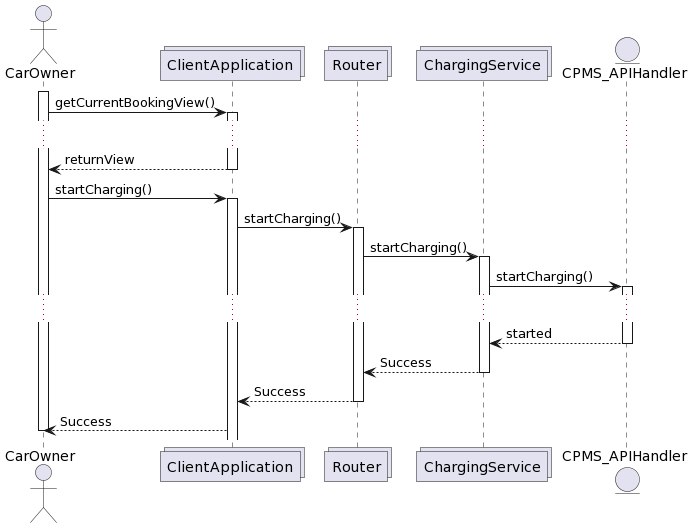 CarOwner
ClientApplication
Router
ChargingService
CPMS_APIHandler
getCurrentBookingView()
returnView
startCharging()
startCharging()
startCharging()
startCharging()
started
Success
Success
Success
CarOwner
ClientApplication
Router
ChargingService
CPMS_APIHandler